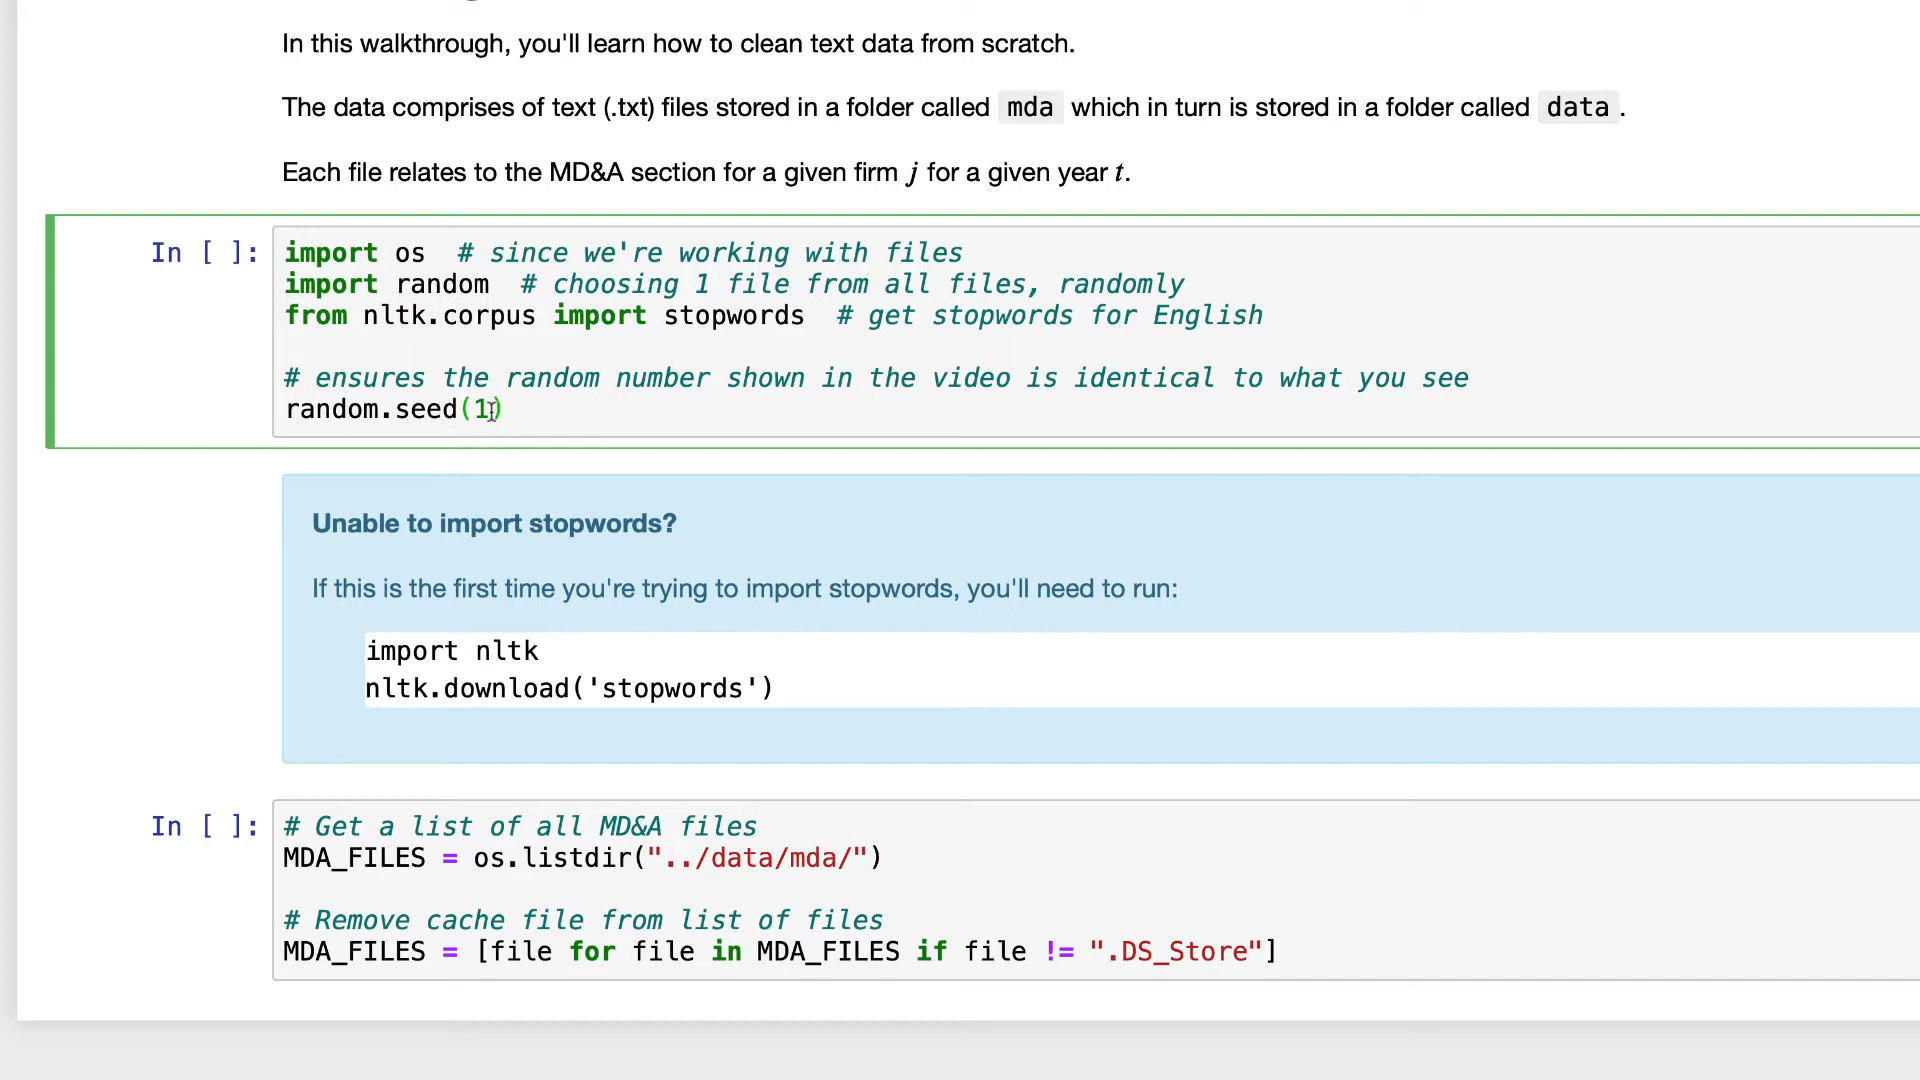 In this walkthrough, you'll learn how to clean text data from scratch.
The data comprises of text (.txt) files stored in a folder called mda which in turn is stored in a folder called data .
Each file relates to the MD&A section for a given firm j for a given year t.
In [ ]:
import os  # since we're working with files
import random  # choosing 1 file from all files, randomly
from nltk.corpus import stopwords  # get stopwords for English
# ensures the random number shown in the video is identical to what you see
random.seed(1)
Unable to import stopwords?
If this is the first time you're trying to import stopwords, you'll need to run:
import nltk
nltk.download('stopwords')
In [ ]:
# Get a list of all MD&A files
MDA_FILES = os.listdir("../data/mda/")
# Remove cache file from list of files
MDA_FILES = [file for file in MDA_FILES if file != ".DS_Store"]